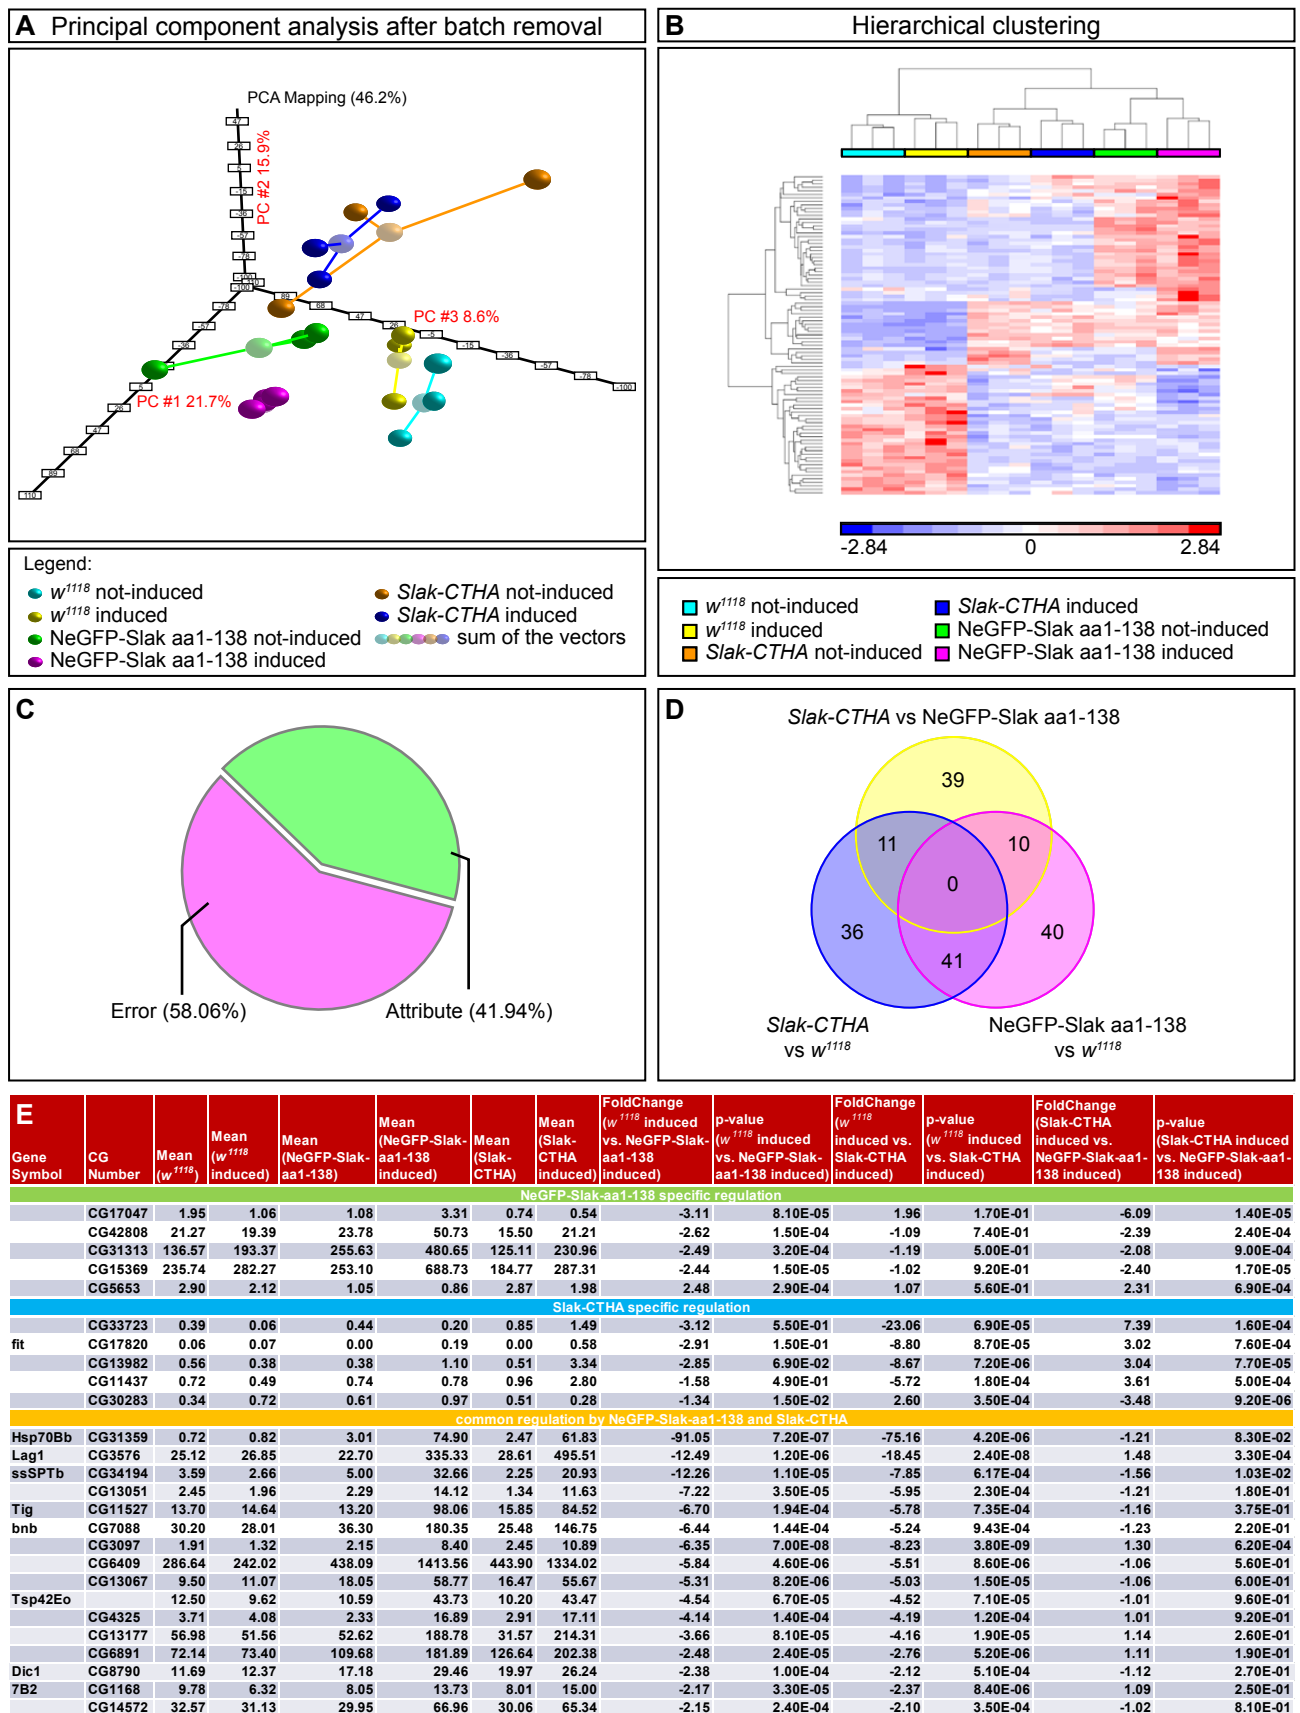 A Principal component analysis after batch removal
PCA Mapping (46.2%)
47
26
5
-15
-36
-57
-78
-100
PC #2 15.9%
110
-100
89
68
47
26
-5
-15
-36
-57
-78
-100
PC #3 8.6%
-78
-57
-36
5
26
47
68
89
110
PC #1 21.7%
Legend:
w1118 not-induced
w1118 induced
NeGFP-Slak aa1-138 not-induced
NeGFP-Slak aa1-138 induced
Slak-CTHA not-induced
Slak-CTHA induced
sum of the vectors
B Hierarchical clustering
-2.84 0 2.84
w1118 not-induced
w1118 induced
Slak-CTHA not-induced
Slak-CTHA induced
NeGFP-Slak aa1-138 not-induced
NeGFP-Slak aa1-138 induced
C
Error (58.06%)
Attribute (41.94%)
D
Slak-CTHA vs NeGFP-Slak aa1-138
39
11 10
0
36 40
41
Slak-CTHA
vs w1118
NeGFP-Slak aa1-138
vs w1118
E
Gene
Symbol
CG
Number
Mean
(w1118)
Mean
(w1118
induced)
Mean
(NeGFP-Slak-
aa1-138)
Mean
(NeGFP-Slak-
aa1-138
induced)
Mean
(Slak-
CTHA)
Mean
(Slak-
CTHA
induced)
FoldChange
(w1118 induced
vs. NeGFP-Slak-
aa1-138
induced)
p-value
(w1118 induced
vs. NeGFP-Slak-
aa1-138 induced)
FoldChange
(w1118
induced vs.
Slak-CTHA
induced)
p-value
(w1118 induced
vs. Slak-CTHA
induced)
FoldChange
(Slak-CTHA
induced vs.
NeGFP-Slak-aa1-
138 induced)
p-value
(Slak-CTHA induced
vs. NeGFP-Slak-aa1-
138 induced)
NeGFP-Slak-aa1-138 specific regulation
CG17047 1.95 1.06 1.08 3.31 0.74 0.54 -3.11 8.10E-05 1.96 1.70E-01 -6.09 1.40E-05
CG42808 21.27 19.39 23.78 50.73 15.50 21.21 -2.62 1.50E-04 -1.09 7.40E-01 -2.39 2.40E-04
CG31313 136.57 193.37 255.63 480.65 125.11 230.96 -2.49 3.20E-04 -1.19 5.00E-01 -2.08 9.00E-04
CG15369 235.74 282.27 253.10 688.73 184.77 287.31 -2.44 1.50E-05 -1.02 9.20E-01 -2.40 1.70E-05
CG5653 2.90 2.12 1.05 0.86 2.87 1.98 2.48 2.90E-04 1.07 5.60E-01 2.31 6.90E-04
Slak-CTHA specific regulation
CG33723 0.39 0.06 0.44 0.20 0.85 1.49 -3.12 5.50E-01 -23.06 6.90E-05 7.39 1.60E-04
fit CG17820 0.06 0.07 0.00 0.19 0.00 0.58 -2.91 1.50E-01 -8.80 8.70E-05 3.02 7.60E-04
CG13982 0.56 0.38 0.38 1.10 0.51 3.34 -2.85 6.90E-02 -8.67 7.20E-06 3.04 7.70E-05
CG11437 0.72 0.49 0.74 0.78 0.96 2.80 -1.58 4.90E-01 -5.72 1.80E-04 3.61 5.00E-04
CG30283 0.34 0.72 0.61 0.97 0.51 0.28 -1.34 1.50E-02 2.60 3.50E-04 -3.48 9.20E-06
common regulation by NeGFP-Slak-aa1-138 and Slak-CTHA
Hsp70Bb CG31359 0.72 0.82 3.01 74.90 2.47 61.83 -91.05 7.20E-07 -75.16 4.20E-06 -1.21 8.30E-02
Lag1 CG3576 25.12 26.85 22.70 335.33 28.61 495.51 -12.49 1.20E-06 -18.45 2.40E-08 1.48 3.30E-04
ssSPTb CG34194 3.59 2.66 5.00 32.66 2.25 20.93 -12.26 1.10E-05 -7.85 6.17E-04 -1.56 1.03E-02
CG13051 2.45 1.96 2.29 14.12 1.34 11.63 -7.22 3.50E-05 -5.95 2.30E-04 -1.21 1.80E-01
Tig CG11527 13.70 14.64 13.20 98.06 15.85 84.52 -6.70 1.94E-04 -5.78 7.35E-04 -1.16 3.75E-01
bnb CG7088 30.20 28.01 36.30 180.35 25.48 146.75 -6.44 1.44E-04 -5.24 9.43E-04 -1.23 2.20E-01
CG3097 1.91 1.32 2.15 8.40 2.45 10.89 -6.35 7.00E-08 -8.23 3.80E-09 1.30 6.20E-04
CG6409 286.64 242.02 438.09 1413.56 443.90 1334.02 -5.84 4.60E-06 -5.51 8.60E-06 -1.06 5.60E-01
CG13067 9.50 11.07 18.05 58.77 16.47 55.67 -5.31 8.20E-06 -5.03 1.50E-05 -1.06 6.00E-01
Tsp42Eo 12.50 9.62 10.59 43.73 10.20 43.47 -4.54 6.70E-05 -4.52 7.10E-05 -1.01 9.60E-01
CG4325 3.71 4.08 2.33 16.89 2.91 17.11 -4.14 1.40E-04 -4.19 1.20E-04 1.01 9.20E-01
CG13177 56.98 51.56 52.62 188.78 31.57 214.31 -3.66 8.10E-05 -4.16 1.90E-05 1.14 2.60E-01
CG6891 72.14 73.40 109.68 181.89 126.64 202.38 -2.48 2.40E-05 -2.76 5.20E-06 1.11 1.90E-01
Dic1 CG8790 11.69 12.37 17.18 29.46 19.97 26.24 -2.38 1.00E-04 -2.12 5.10E-04 -1.12 2.70E-01
7B2 CG1168 9.78 6.32 8.05 13.73 8.01 15.00 -2.17 3.30E-05 -2.37 8.40E-06 1.09 2.50E-01
CG14572 32.57 31.13 29.95 66.96 30.06 65.34 -2.15 2.40E-04 -2.10 3.50E-04 -1.02 8.10E-01